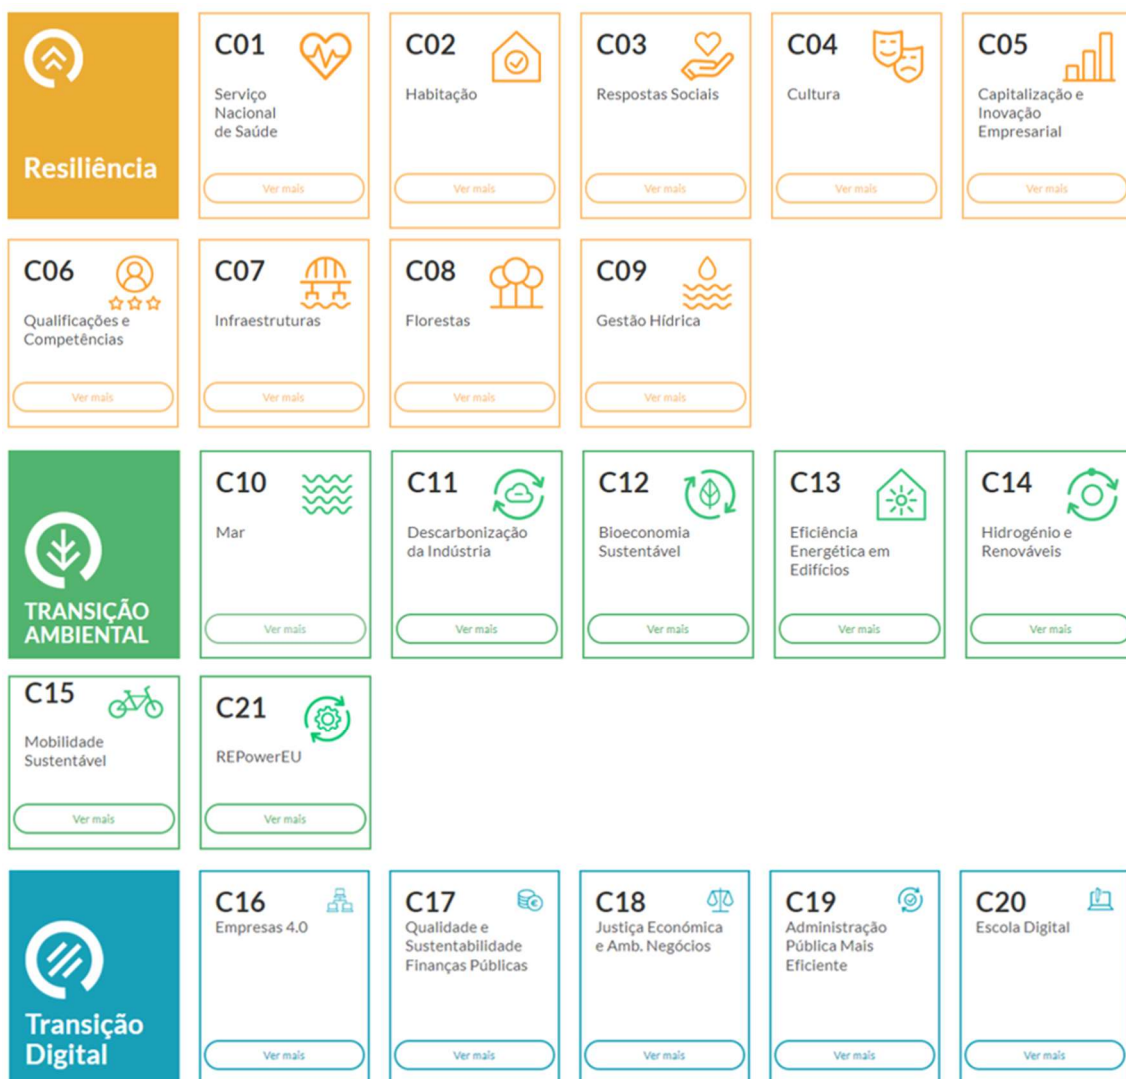 Resiliência
C01
Serviço
Nacional
de Saúde
Ver mais
C02
Habitação
Ver mais
C03
Respostas Sociais
Ver mais
C04
Cultura
Ver mais
C05
Capitalização e
Inovação
Empresarial
Ver mais
C06
Qualificações e
Competências
Ver mais
C07
Infraestruturas
Ver mais
C08
Florestas
Ver mais
C09
Gestão Hídrica
Ver mais
TRANSIÇÃO
AMBIENTAL
C10
Mar
Ver mais
C11
Descarbonização
da Indústria
Ver mais
C12
Bioeconomia
Sustentável
Ver mais
C13
Eficiência
Energética em
Edifícios
Ver mais
C14
Hidrogénio e
Renováveis
Ver mais
C15
Mobilidade
Sustentável
Ver mais
C21
REPowerEU
Ver mais
Transição
Digital
C16
Empresas 4.0
Ver mais
C17
Qualidade e
Sustentabilidade
Finanças Públicas
Ver mais
C18
Justiça Económica
e Amb. Negócios
Ver mais
C19
Administração
Pública Mais
Eficiente
Ver mais
C20
Escola Digital
Ver mais